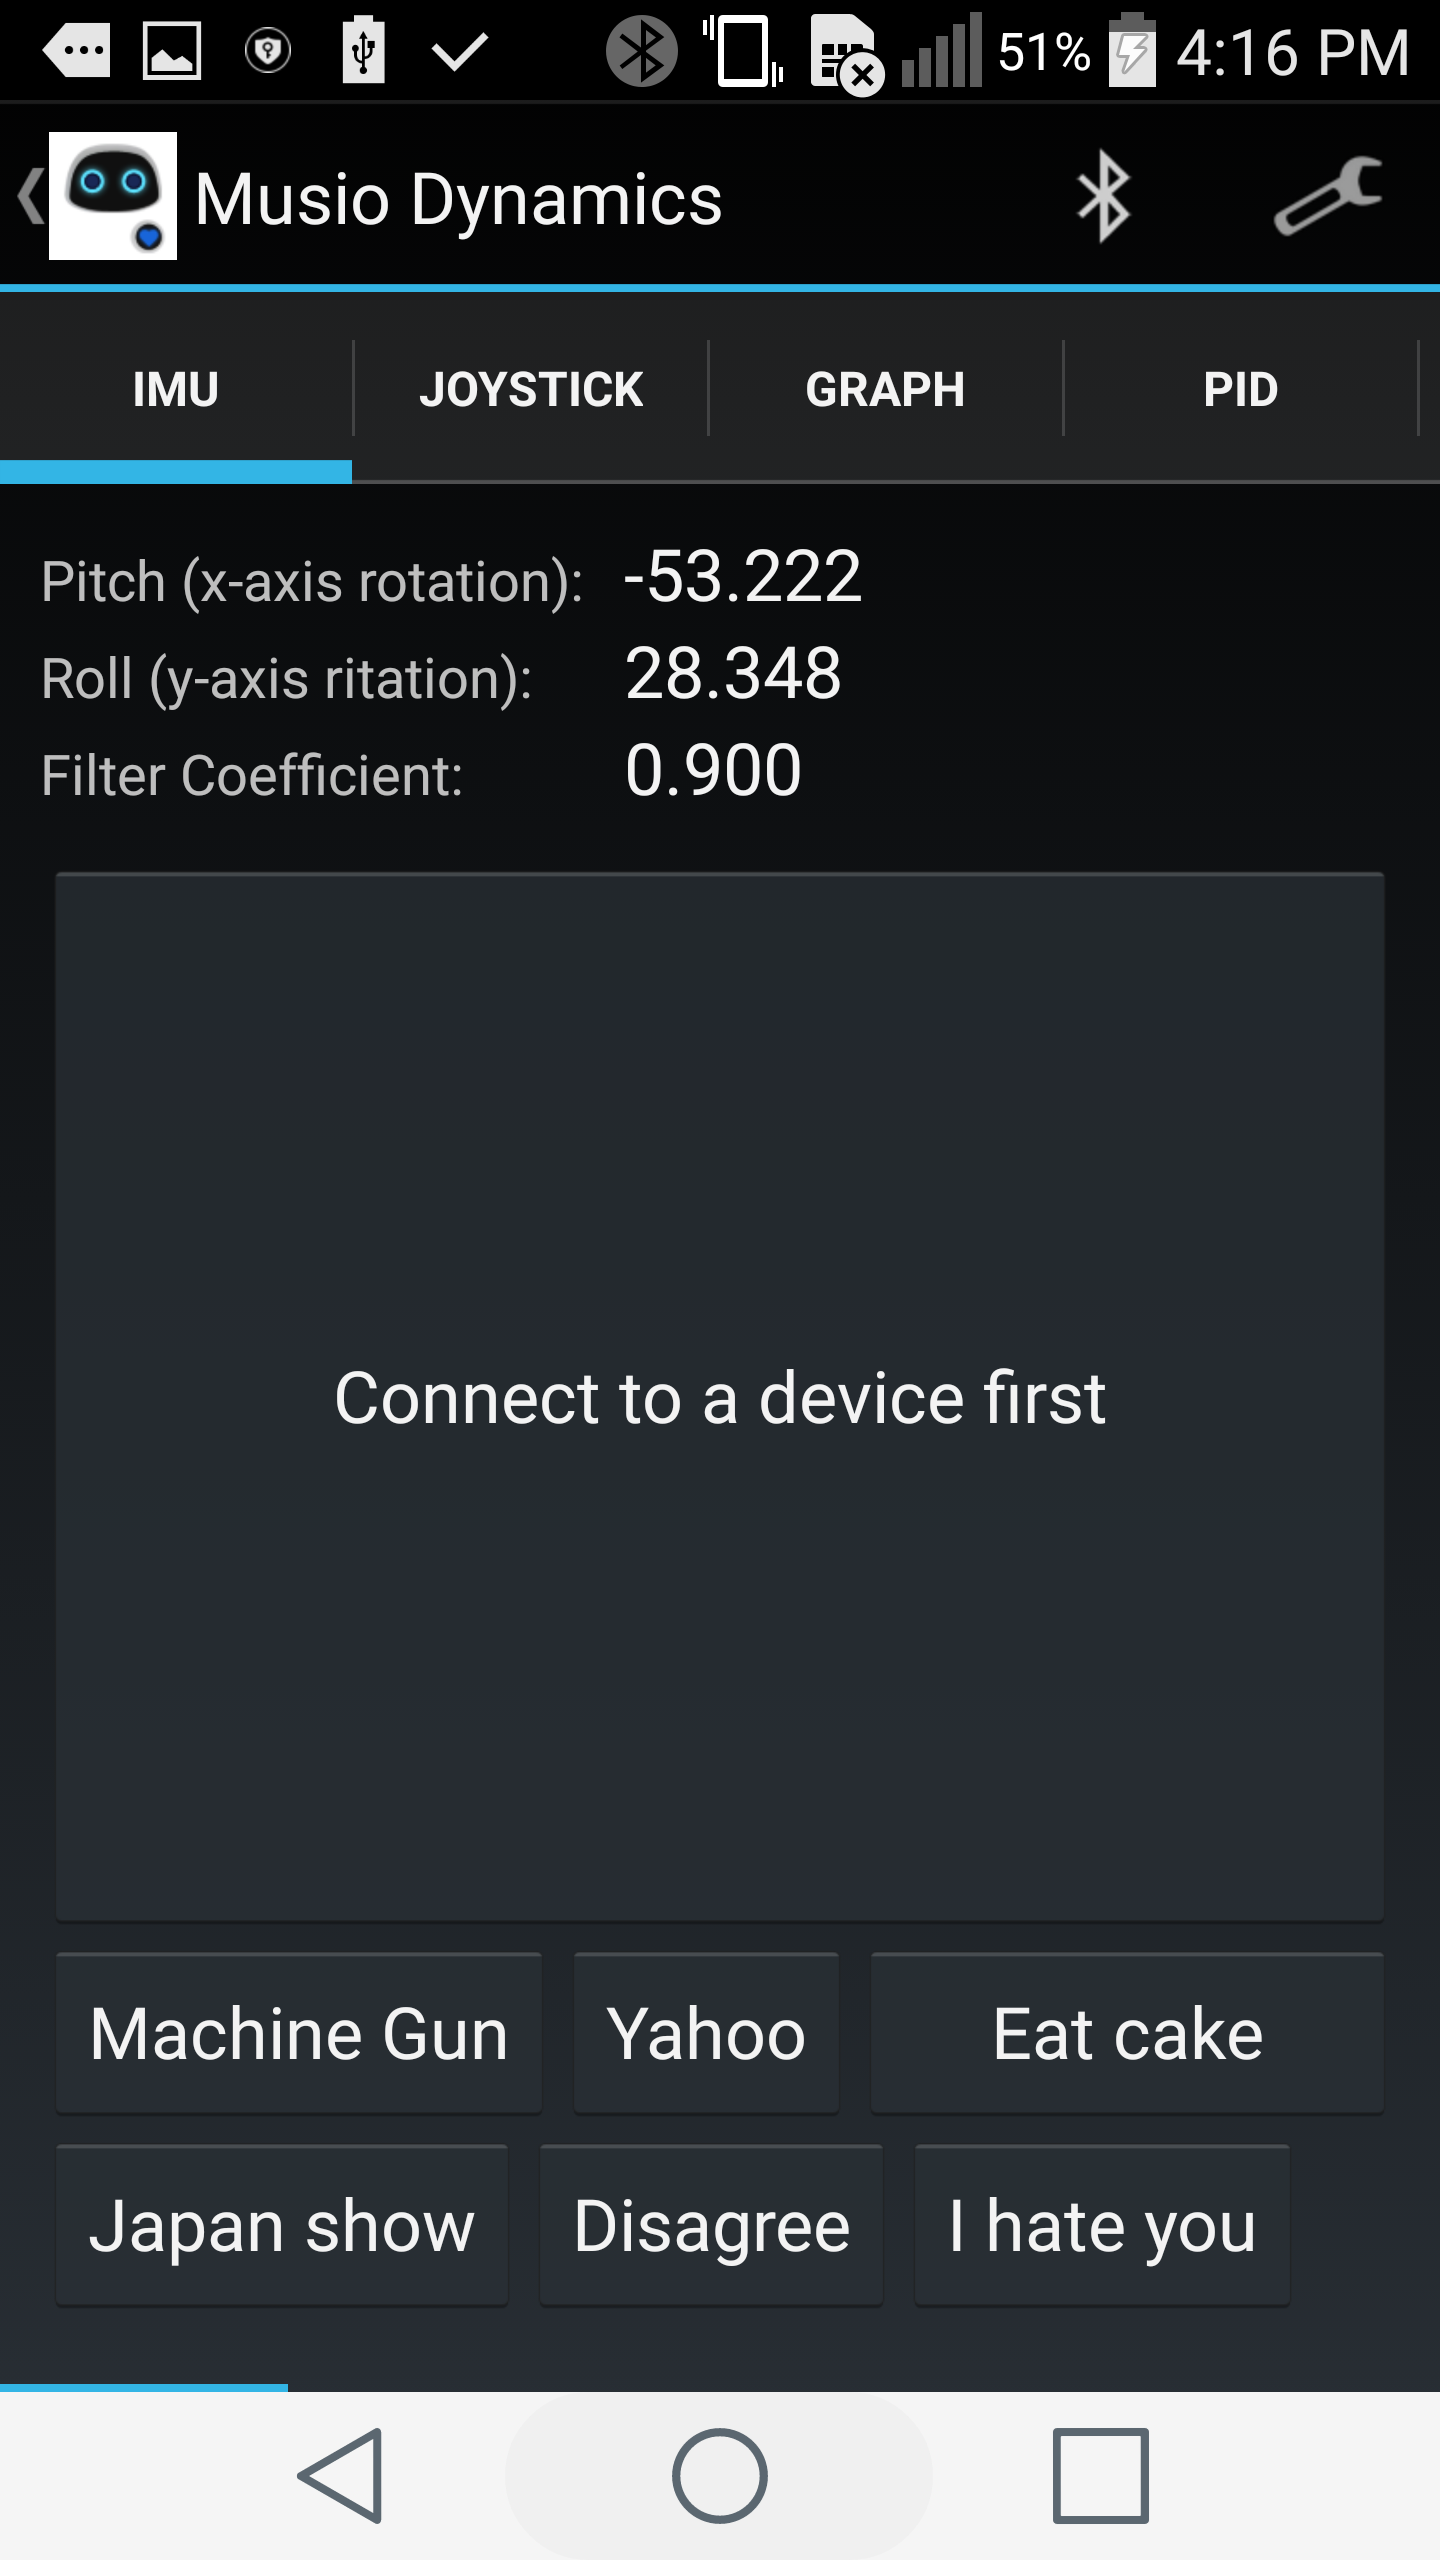 51% 4:16 PM
Musio Dynamics
IMU JOYSTICK GRAPH PID
Pitch (x-axis rotation): -53.222
Roll (y-axis ritation): 28.348
Filter Coefficient: 0.900
Connect to a device first
Machine Gun Yahoo Eat cake
Japan show Disagree I hate you